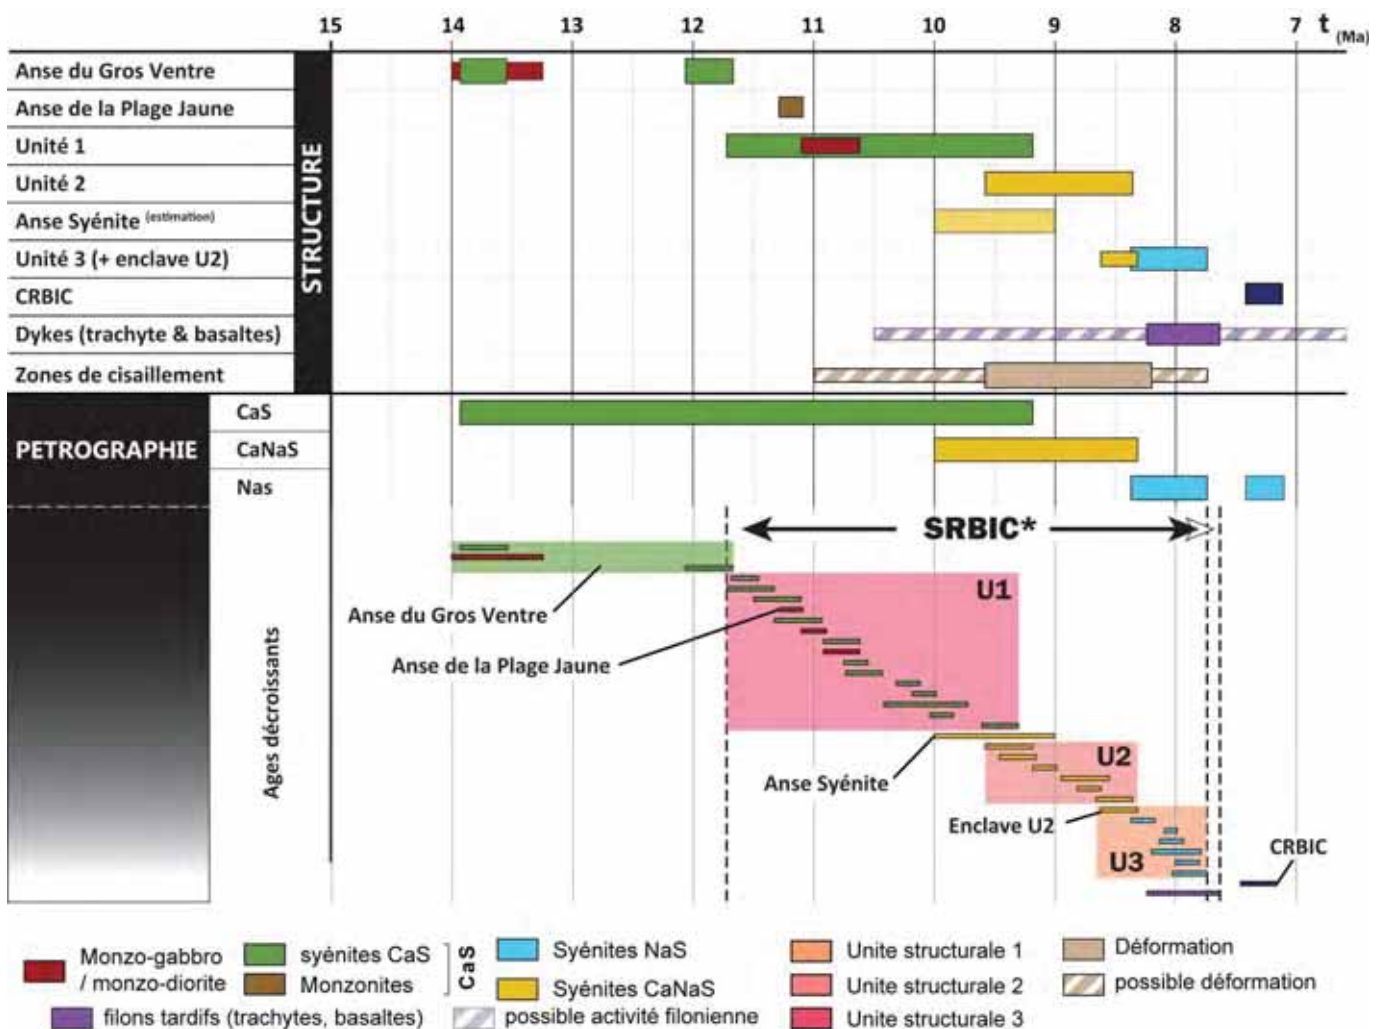 15 14 13 12 11 10 9 8 7 t (Ma)
Anse du Gros Ventre
Anse de la Plage Jaune
Unité 1
Unité 2
Anse Syénite (estimation)
Unité 3 (+ enclave U2)
CRBIC
Dykes (trachyte & basaltes)
Zones de cisaillement
STRUCTURE
PETROGRAPHIE
CaS
CaNaS
Nas
SRBIC*
U1
Anse du Gros Ventre
Anse de la Plage Jaune
Ages décroissants
U2
Anse Syénite
Enclave U2
U3
CRBIC
Monzo-gabbro
/ monzo-diorite
syénites CaS
Monzonites
CaS
Syénites NaS
Syénites CaNaS
Unite structurale 1
Unite structurale 2
Unite structurale 3
Déformation
possible déformation
filons tardifs (trachytes, basaltes)
possible activité filonienne